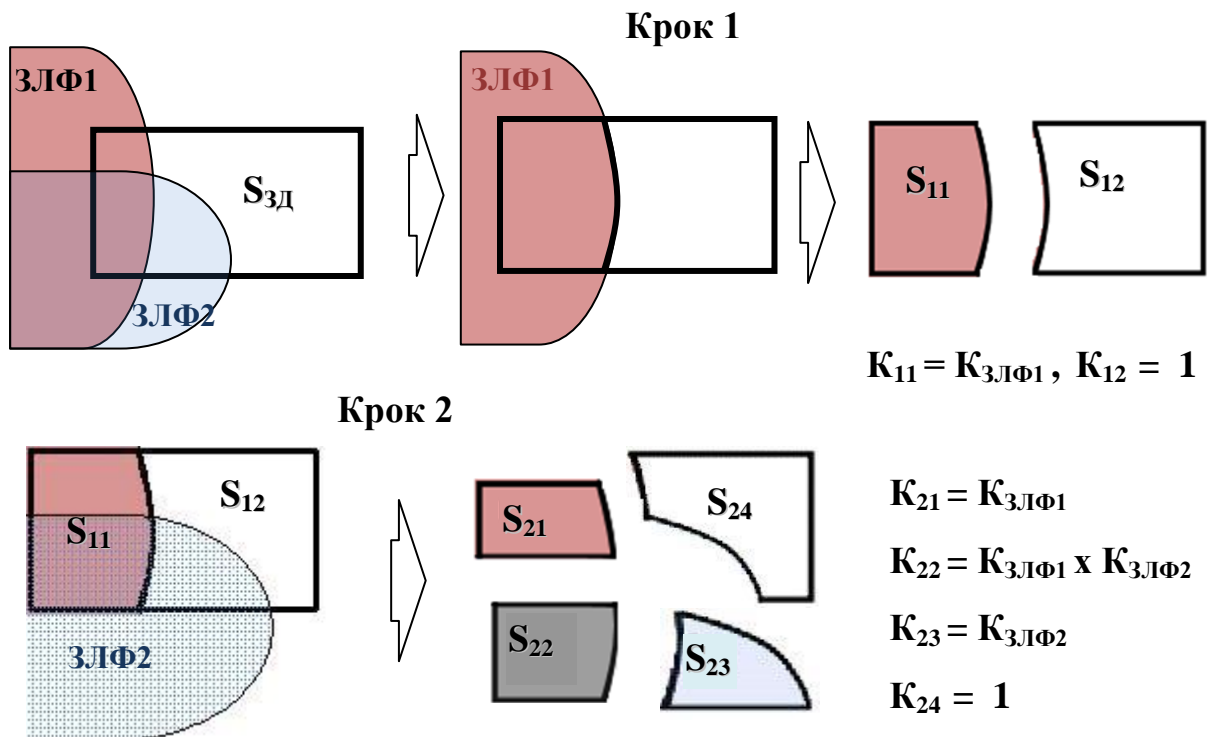 Крок 1
ЗЛФ1
ЗЛФ1
SЗД
ЗЛФ2
S11
S12
К11 = КЗЛФ1 , К12 = 1
Крок 2
S11
S12
ЗЛФ2
S21
S24
S22
S23
К21 = КЗЛФ1
К22 = КЗЛФ1 х КЗЛФ2
К23 = КЗЛФ2
К24 = 1